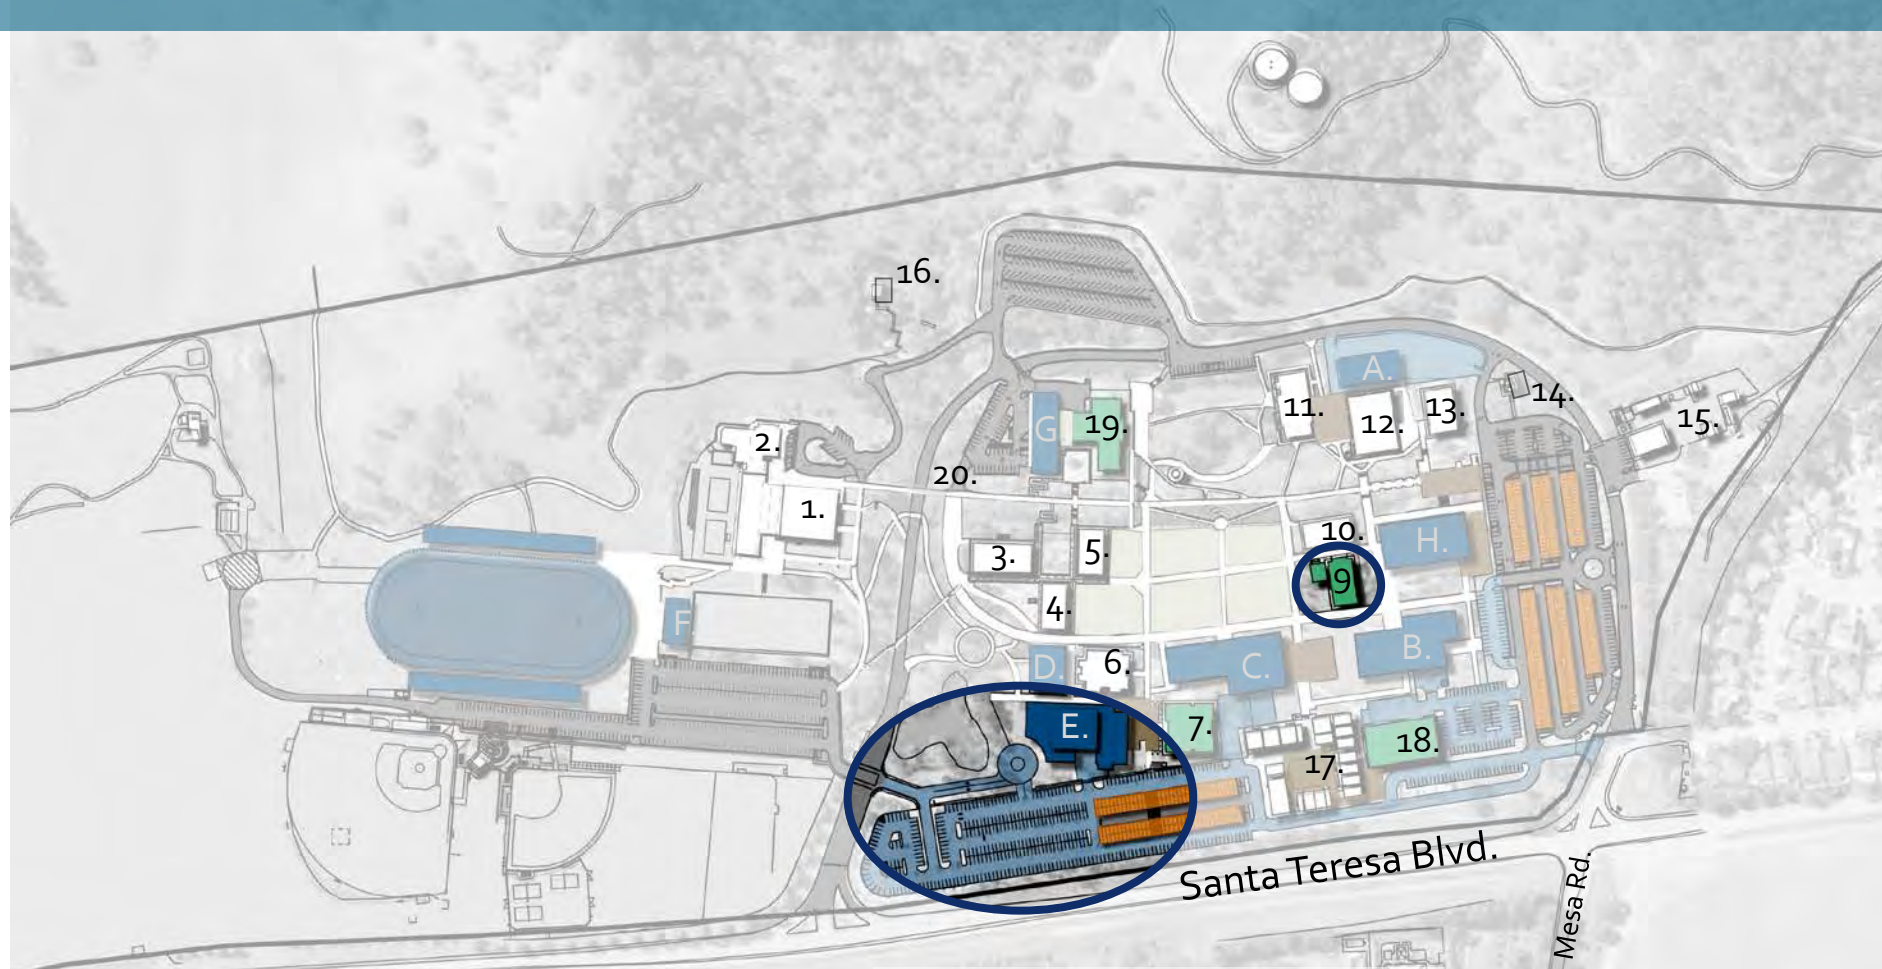 16.
A.
14.
11.
12.
13.
15.
G
19.
2.
20.
1.
10.
H.
3.
5.
9
4.
F
B.
C.
D.
6.
E.
7.
18.
17.
Santa Teresa Blvd.
Mesa Rd.